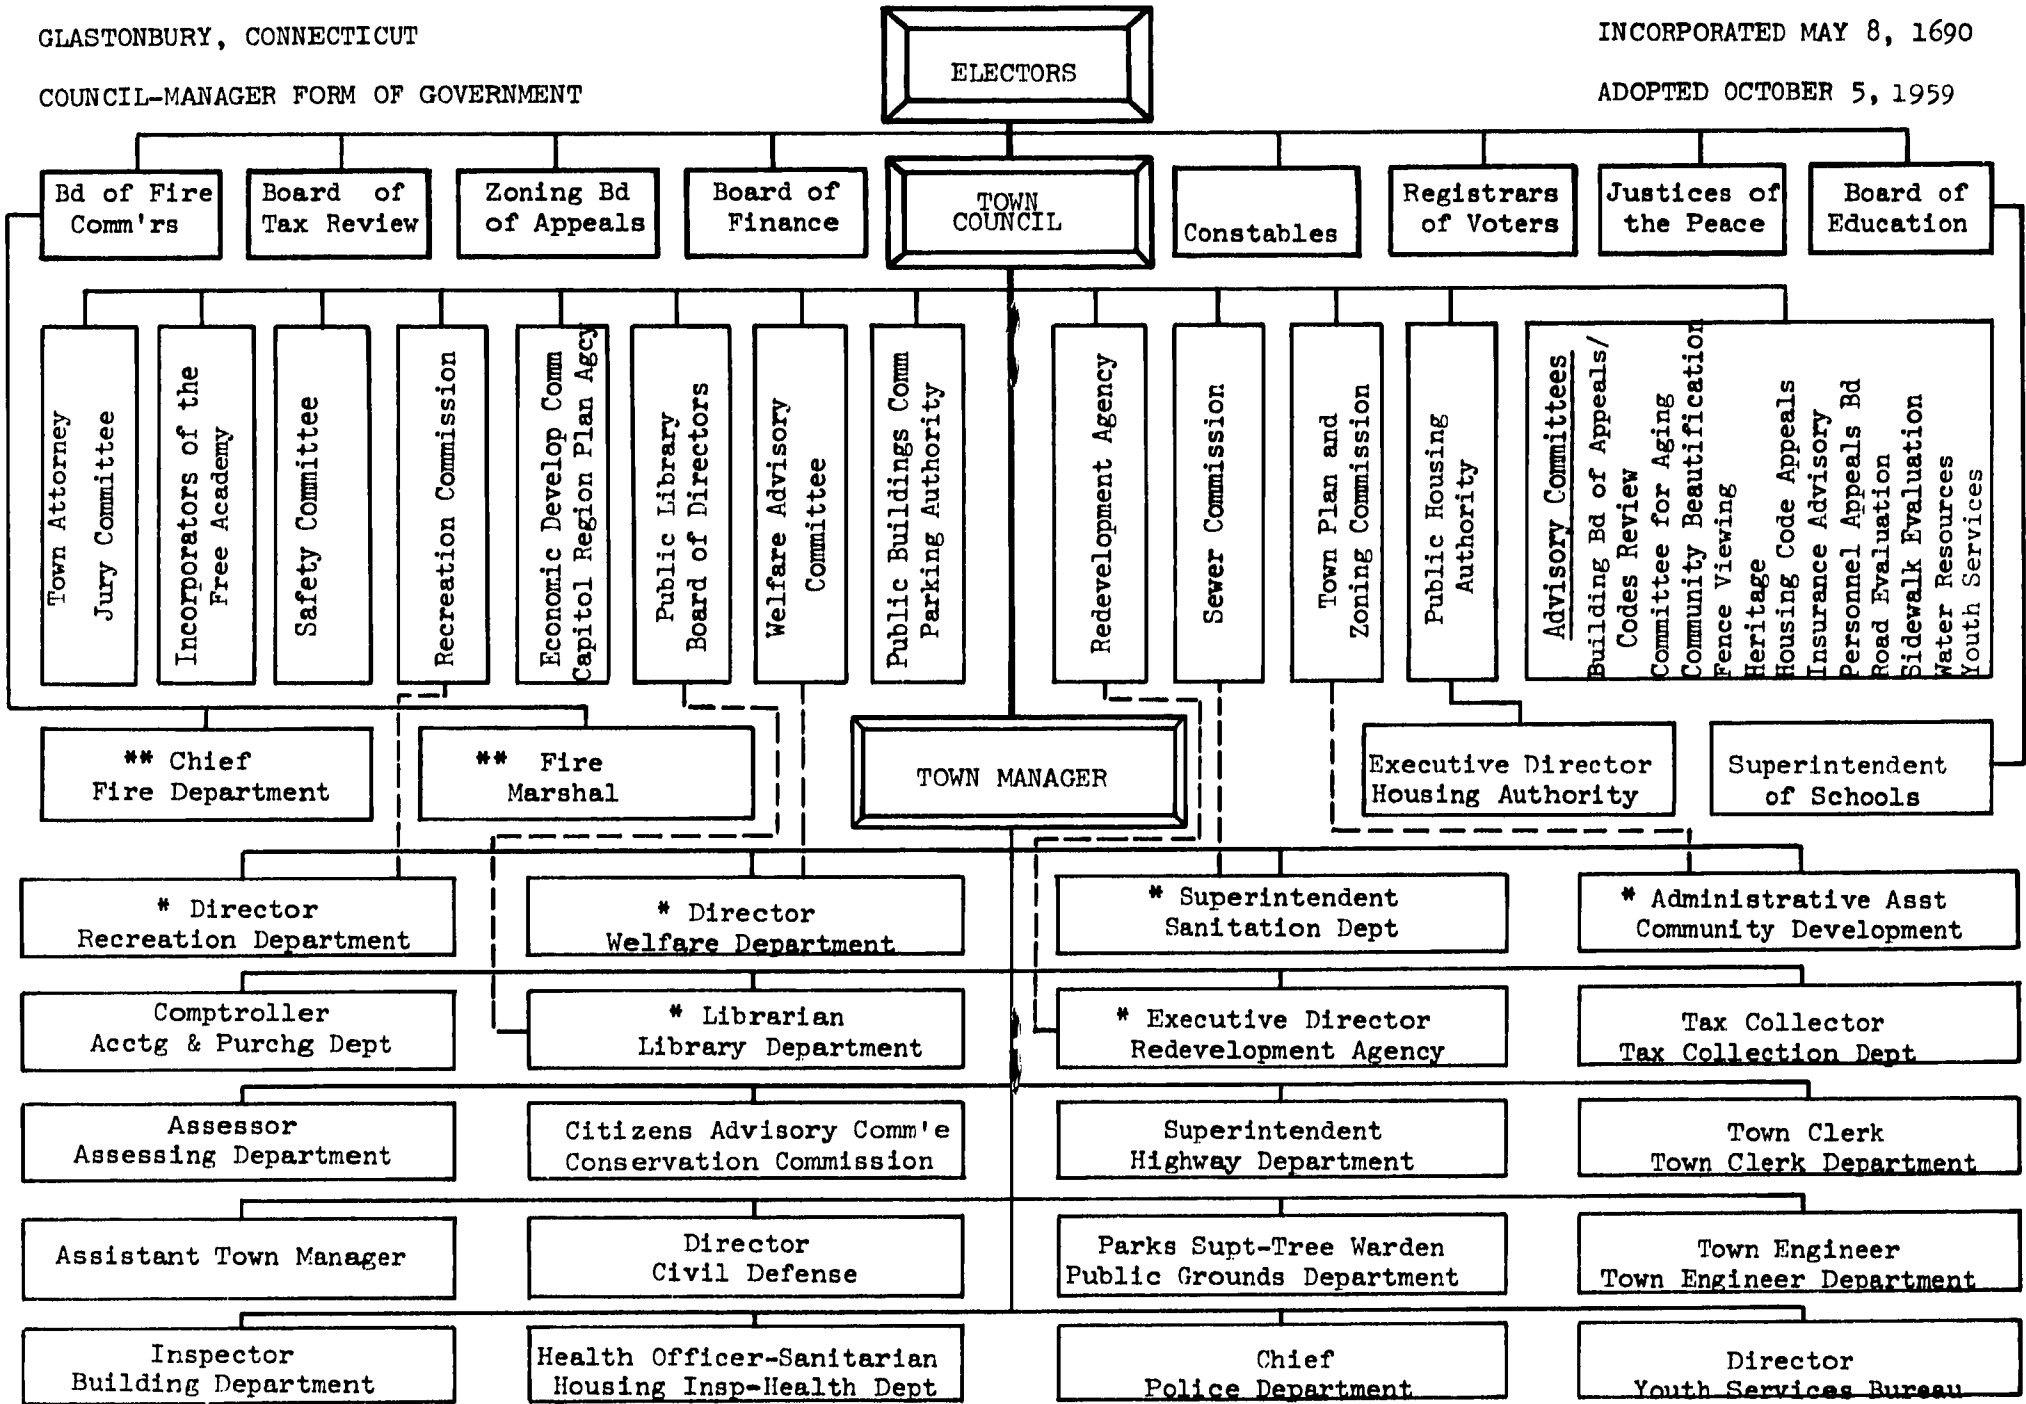 GLASTONBURY, CONNECTICUT
INCORPORATED MAY 8, 1690
COUNCIL-MANAGER FORM OF GOVERNMENT
ADOPTED OCTOBER 5, 1959
ELECTORS
Bd of Fire
Comm'rs
Board of
Tax Review
Zoning Bd
of Appeals
Board of
Finance
TOWN
COUNCIL
Constables
Registrars
of Voters
Justices of
the Peace
Board of
Education
Town Attorney
Jury Committee
Incorporators of the
Free Academy
Safety Committee
Recreation Commission
Economic Develop Comm
Capitol Region Plan Agcy
Public Library
Board of Directors
Welfare Advisory
Committee
Public Buildings Comm
Parking Authority
Redevelopment Agency
Sewer Commission
Town Plan and
Zoning Commission
Public Housing
Authority
Advisory Committees
Building Bd of Appeals/
Codes Review
Committee for Aging
Community Beautification
Fence Viewing
Heritage
Housing Code Appeals
Insurance Advisory
Personnel Appeals Bd
Road Evaluation
Sidewalk Evaluation
Water Resources
Youth Services
** Chief
Fire Department
** Fire
Marshal
TOWN MANAGER
Executive Director
Housing Authority
Superintendent
of Schools
* Director
Recreation Department
* Director
Welfare Department
* Superintendent
Sanitation Dept
* Administrative Asst
Community Development
Comptroller
Acctg & Purchg Dept
* Librarian
Library Department
* Executive Director
Redevelopment Agency
Tax Collector
Tax Collection Dept
Assessor
Assessing Department
Citizens Advisory Comm'e
Conservation Commission
Superintendent
Highway Department
Town Clerk
Town Clerk Department
Assistant Town Manager
Director
Civil Defense
Parks Supt-Tree Warden
Public Grounds Department
Town Engineer
Town Engineer Department
Inspector
Building Department
Health Officer-Sanitarian
Housing Insp-Health Dept
Chief
Police Department
Director
Youth Services Bureau